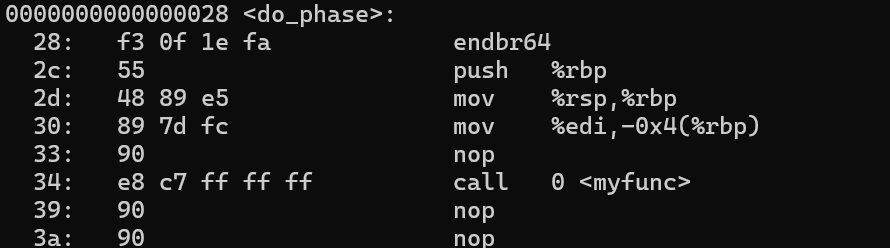 0000000000000028 <do_phase>:
28: f3 0f 1e fa endbr64
2c: 55 push %rbp
2d: 48 89 e5 mov %rsp,%rbp
30: 89 7d fc mov %edi,-0x4(%rbp)
33: 90 nop
34: e8 c7 ff ff ff call 0 <myfunc>
39: 90 nop
3a: 90 nop